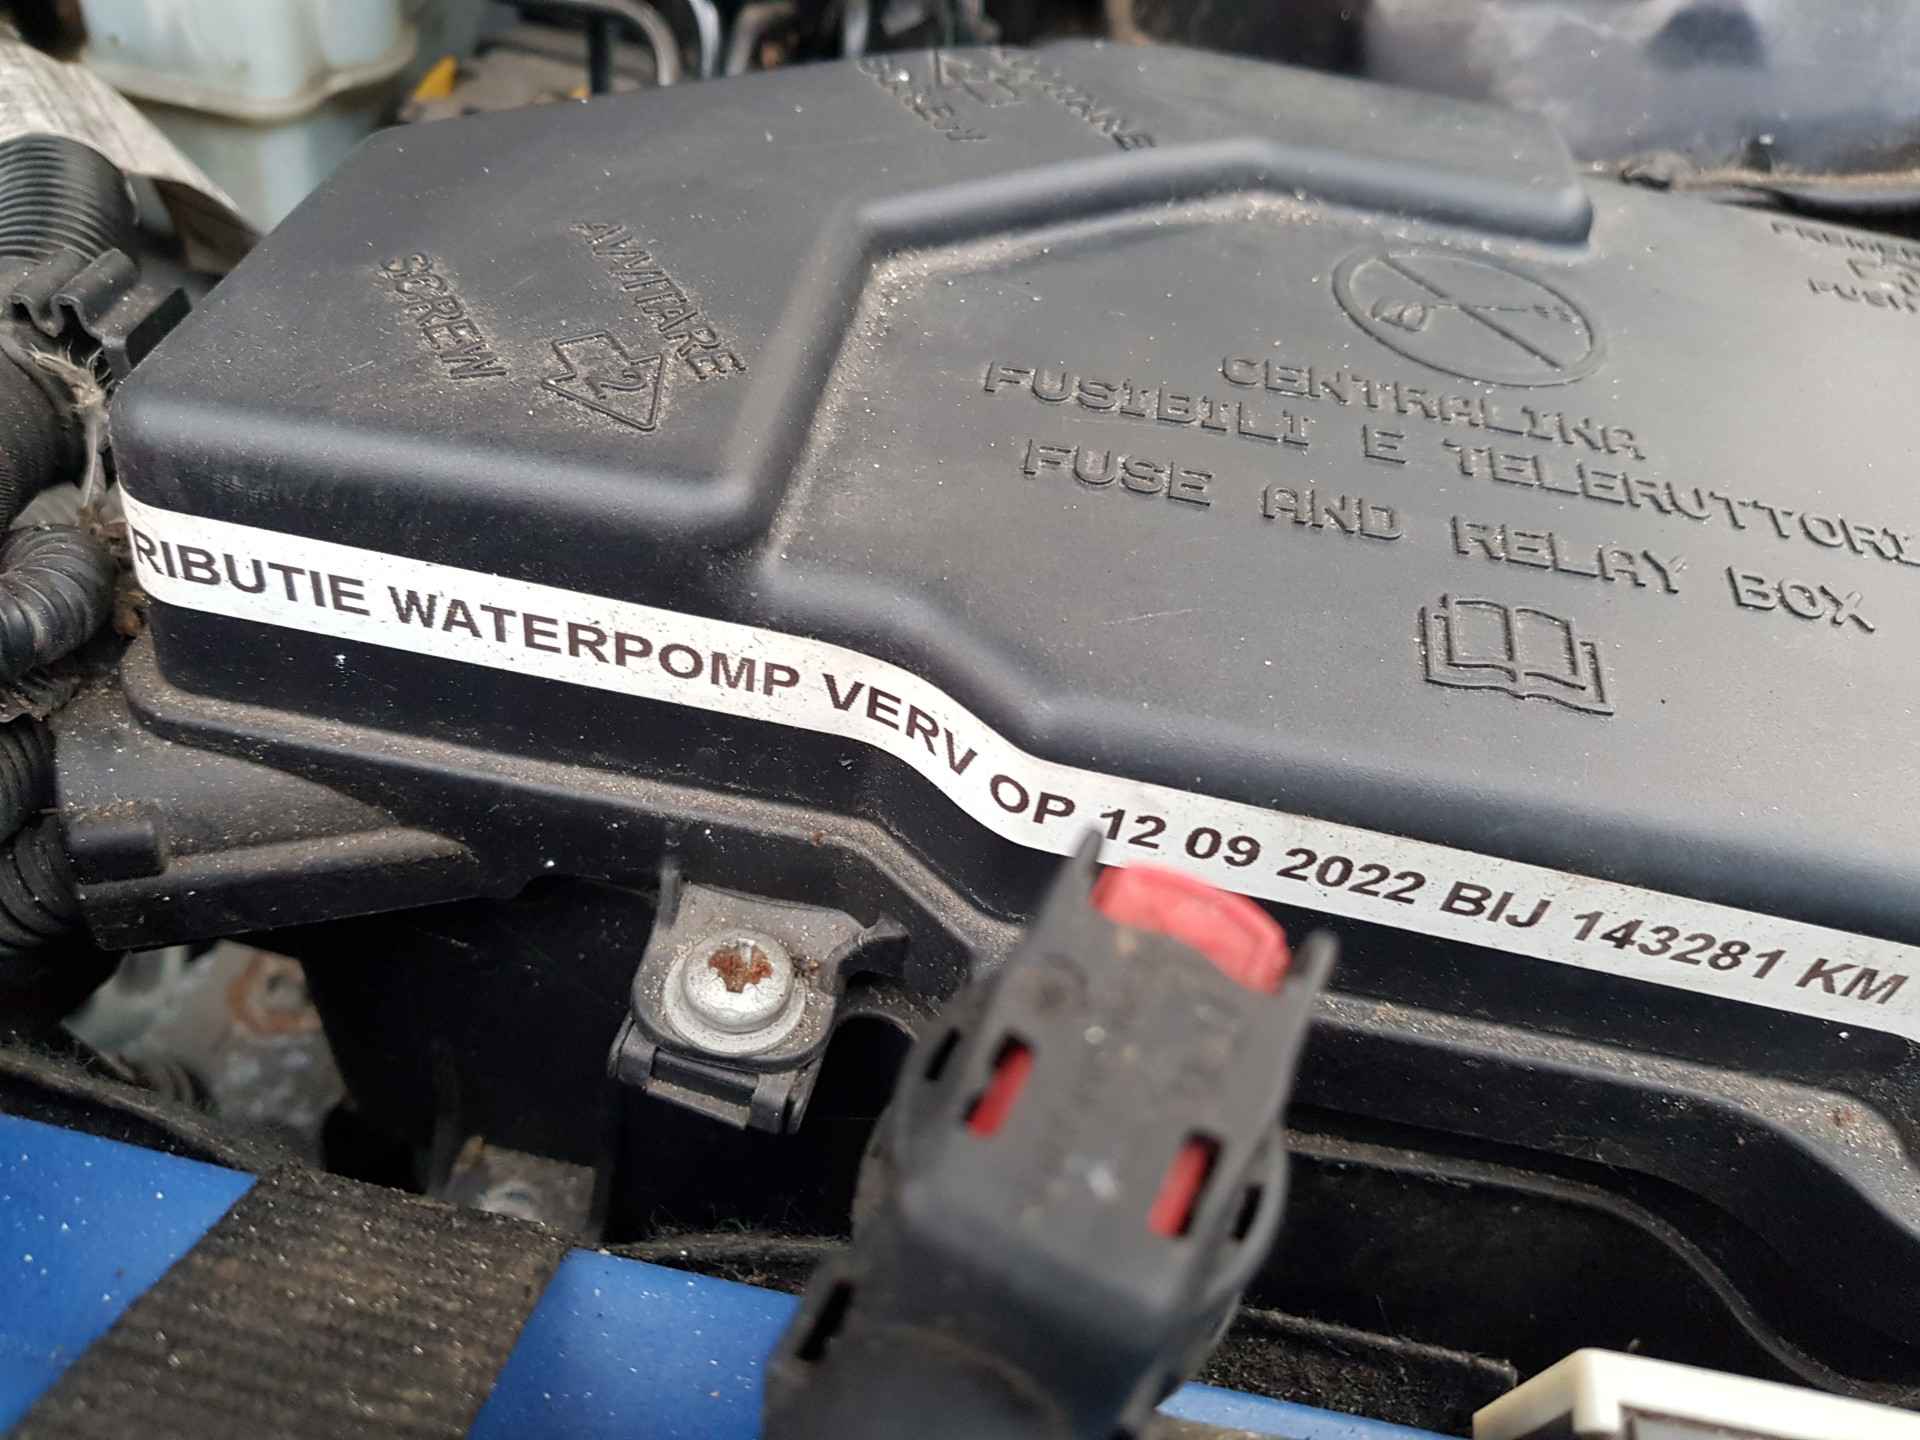 AVVITARE
2
SCREW
CENTRALINA
FUSIBILI E TELERUTTORI
FUSE AND RELAY BOX
RIBUTIE WATERPOMP VERV OP 12 09 2022 BIJ 143281 KM